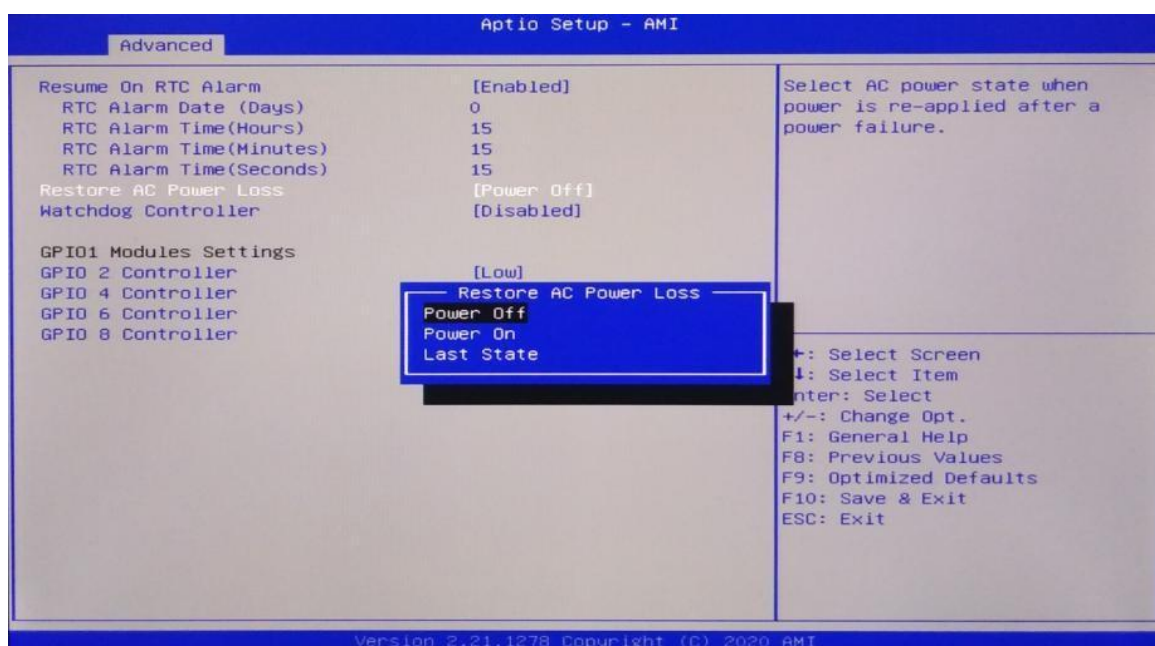 Aptio Setup - AMI
Advanced
Resume On RTC Alarm [Enabled]
RTC Alarm Date (Days) 0
RTC Alarm Time(Hours) 15
RTC Alarm Time(Minutes) 15
RTC Alarm Time(Seconds) 15
Restore AC Power Loss [Power Off]
Watchdog Controller [Disabled]
GPIO1 Modules Settings
GPIO 2 Controller [Low]
GPIO 4 Controller
GPIO 6 Controller
GPIO 8 Controller
Restore AC Power Loss
Power Off
Power On
Last State
Select AC power state when
power is re-applied after a
power failure.
: Select Screen
: Select Item
nter: Select
+/-: Change Opt.
F1: General Help
F8: Previous Values
F9: Optimized Defaults
F10: Save & Exit
ESC: Exit
Version 2.21.1278 Copyright (C) 2020 AMI